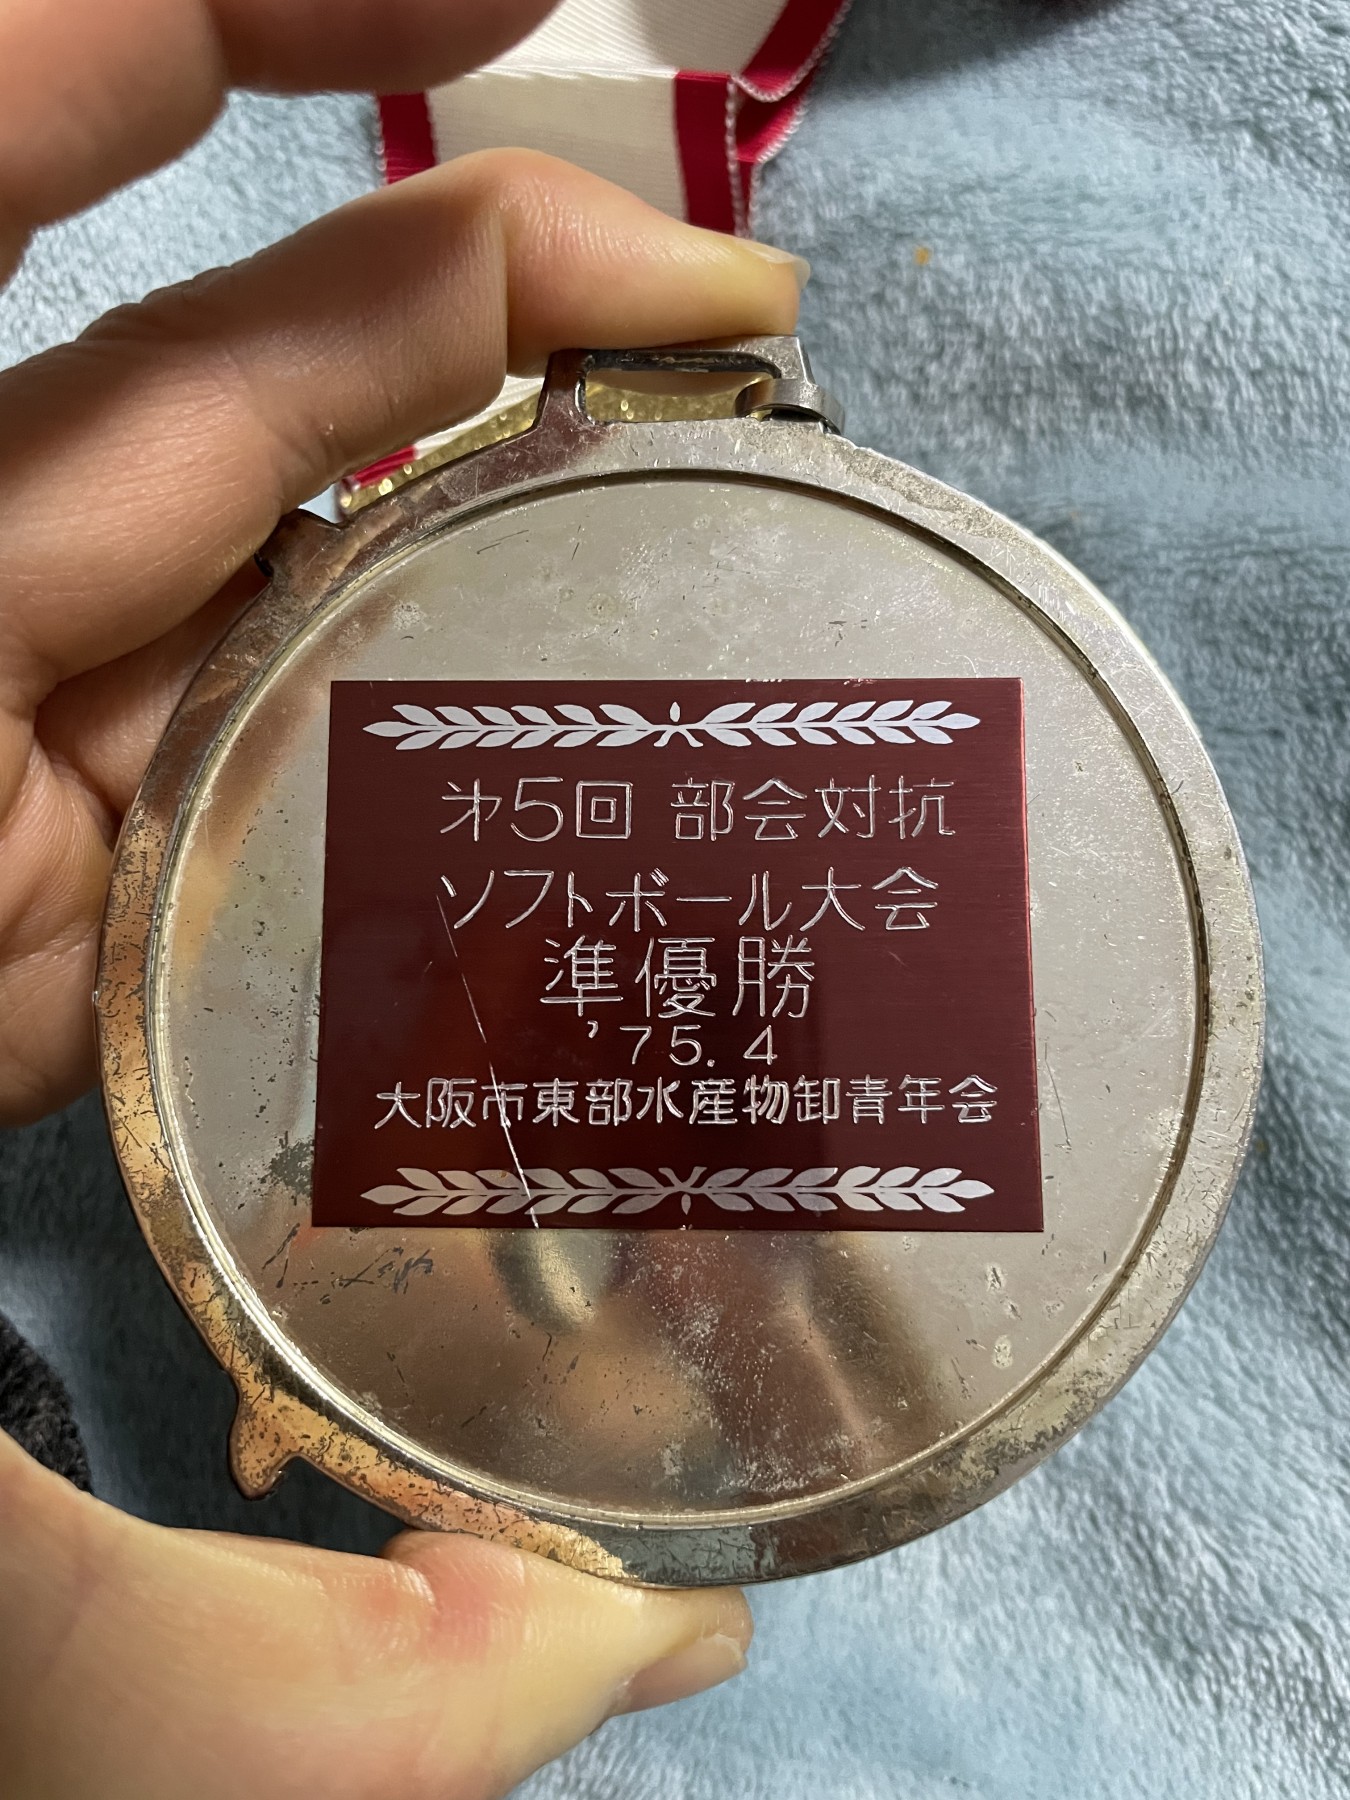 㐧5回 部会対抗
ソフトボール大会
準優勝
'75.4
大阪市東部水産物卸青年会